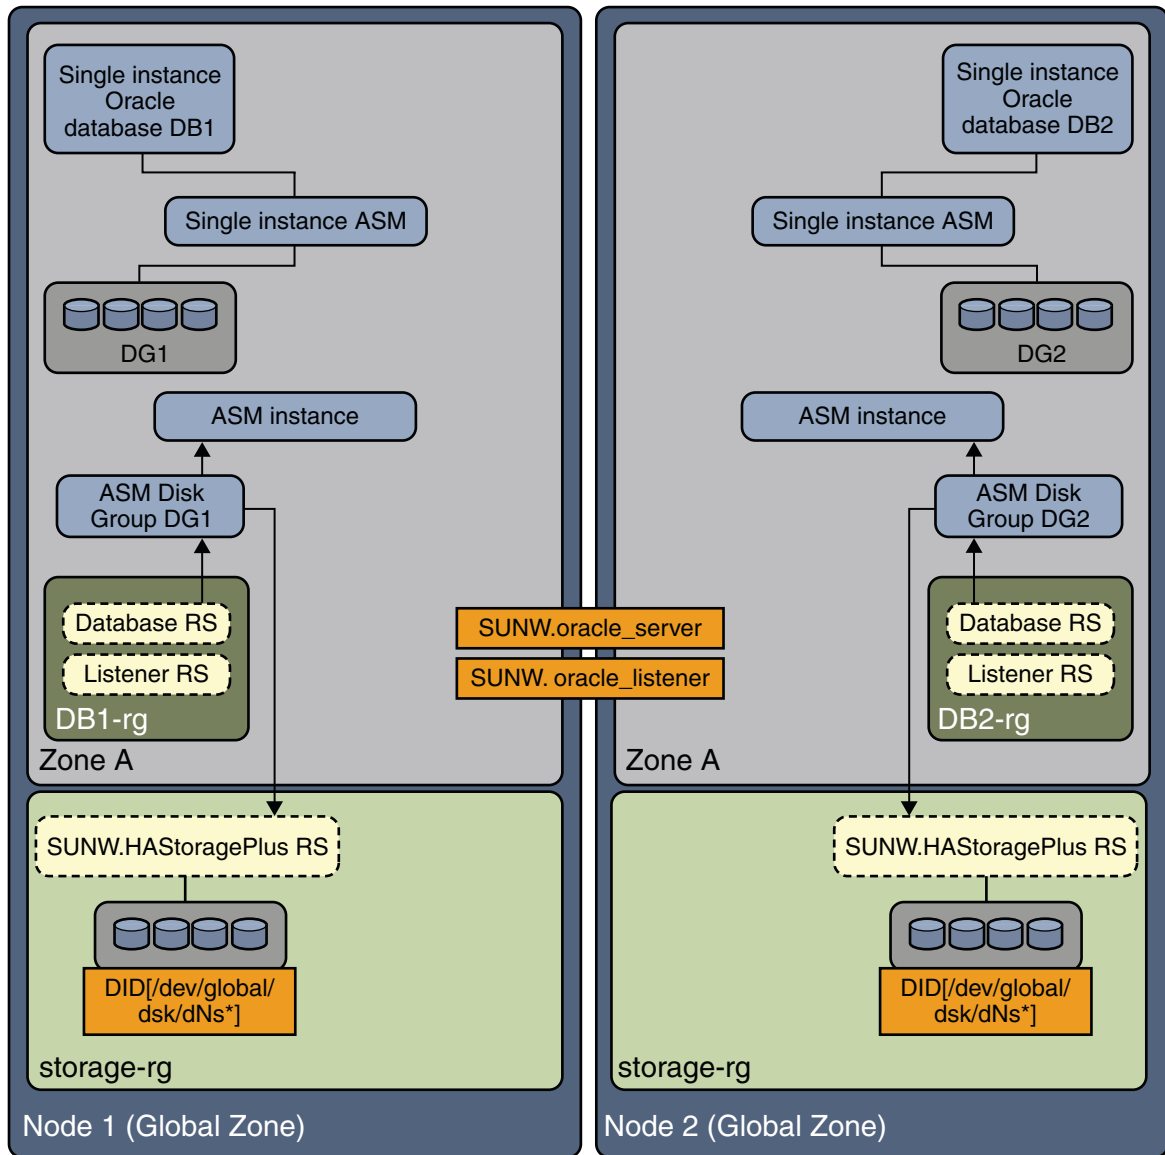 Single instance
Oracle
database DB1
Single instance ASM
DG1
ASM instance
ASM Disk
Group DG1
Database RS
Listener RS
DB1-rg
Zone A
SUNW.HAStoragePlus RS
DID[/dev/global/
dsk/dNs*]
storage-rg
Node 1 (Global Zone)
SUNW.oracle_server
SUNW. oracle_listener
Single instance
Oracle
database DB2
Single instance ASM
DG2
ASM instance
ASM Disk
Group DG2
Database RS
Listener RS
DB2-rg
Zone A
SUNW.HAStoragePlus RS
DID[/dev/global/
dsk/dNs*]
storage-rg
Node 2 (Global Zone)